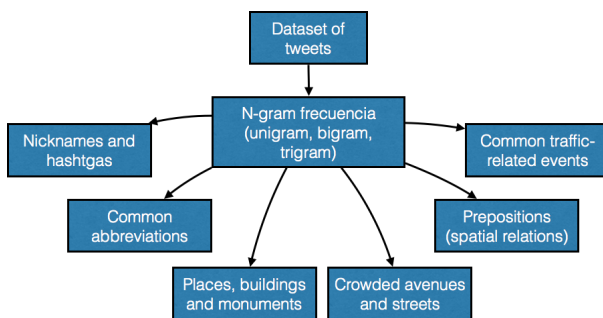 Dataset of
tweets
N-gram frecuencia
(unigram, bigram,
trigram)
Nicknames and
hashtgas
Common traffic-
related events
Common
abbreviations
Prepositions
(spatial relations)
Places, buildings
and monuments
Crowded avenues
and streets